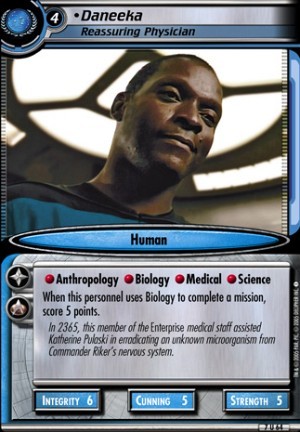 4
•Daneeka
Reassuring Physician
Human
Anthropology Biology Medical Science
When this personnel uses Biology to complete a mission,
score 5 points.
In 2365, this member of the Enterprise medical staff assisted
Katherine Pulaski in eradicating an unknown microorganism from
Commander Riker's nervous system.
INTEGRITY 6 CUNNING 5 STRENGTH 5